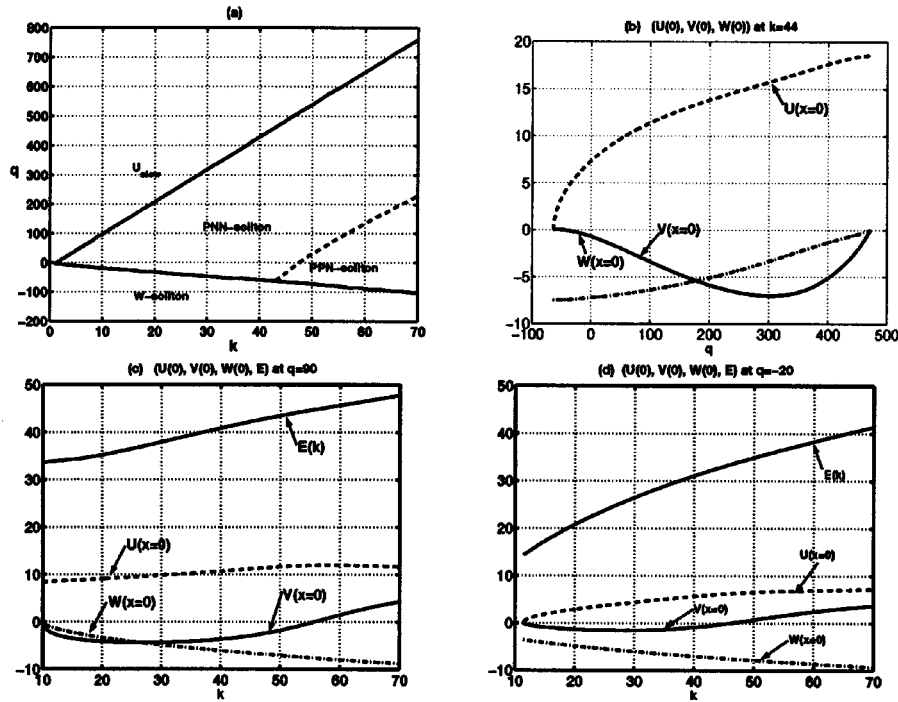 (a)
800
700
600
500
400
300
200
100
0
−100
−200
q
U
PNN−soliton
PPN−soliton
W−soliton
0 10 20 30 40 50 60 70
k
(b) (U(0), V(0), W(0)) at k=44
20
15
10
5
0
−5
−10
U(x=0)
V(x=0)
W(x=0)
−100 0 100 200 300 400 500
q
(c) (U(0), V(0), W(0), E) at q=90
50
40
30
20
10
0
−10
E(k)
U(x=0)
W(x=0)
V(x=0)
10 20 30 40 50 60 70
k
(d) (U(0), V(0), W(0), E) at q=−20
50
40
30
20
10
0
−10
E(k)
U(x=0)
V(x=0)
W(x=0)
10 20 30 40 50 60 70
k